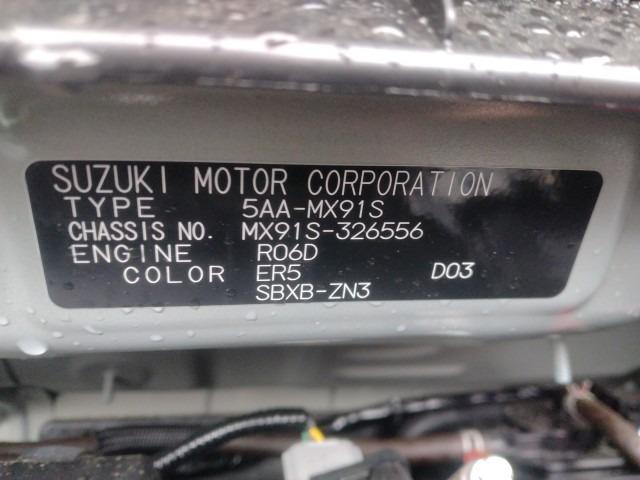 SUZUKI MOTOR CORPORATION
TYPE 5AA-MX91S
CHASSIS NO. MX91S-326556
ENGINE R06D
COLOR ER5 D03
SBXB-ZN3